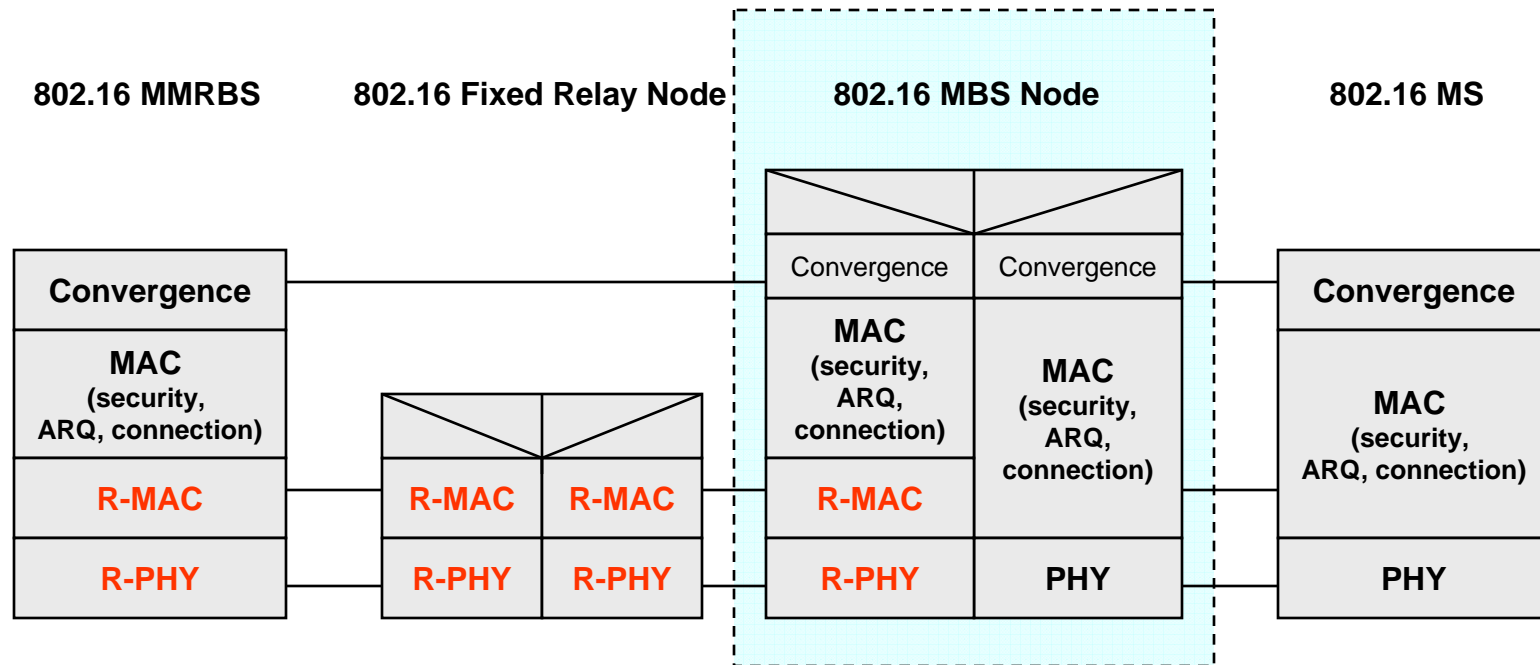 802.16 MMRBS
802.16 Fixed Relay Node
802.16 MBS Node
802.16 MS
Convergence
MAC
(security,
ARQ, connection)
R-MAC
R-PHY
R-MAC
R-MAC
R-PHY
R-PHY
Convergence
Convergence
MAC
(security,
ARQ,
connection)
MAC
(security,
ARQ,
connection)
R-MAC
R-PHY
PHY
Convergence
MAC
(security,
ARQ, connection)
PHY